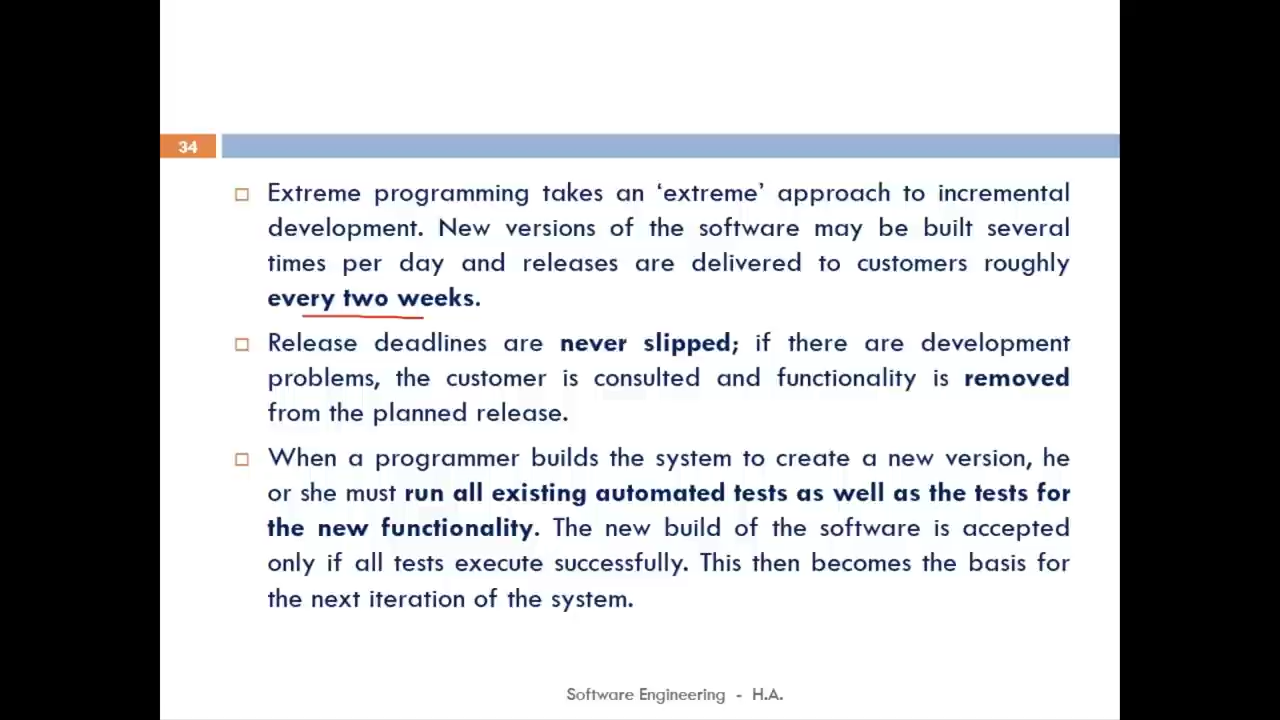 34
Extreme programming takes an ‘extreme’ approach to incremental
development. New versions of the software may be built several
times per day and releases are delivered to customers roughly
every two weeks.
Release deadlines are never slipped; if there are development
problems, the customer is consulted and functionality is removed
from the planned release.
When a programmer builds the system to create a new version, he
or she must run all existing automated tests as well as the tests for
the new functionality. The new build of the software is accepted
only if all tests execute successfully. This then becomes the basis for
the next iteration of the system.
Software Engineering - H.A.